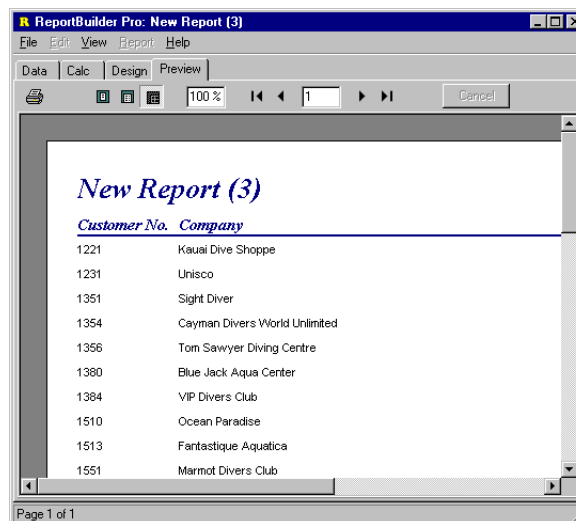 R ReportBuilder Pro: New Report (3)
File Edit View Report Help
Data Calc Design Preview
100 % 1 Cancel
New Report (3)
Customer No. Company
1221 Kauai Dive Shoppe
1231 Unisco
1351 Sight Diver
1354 Cayman Divers World Unlimited
1356 Tom Sawyer Diving Centre
1380 Blue Jack Aqua Center
1384 VIP Divers Club
1510 Ocean Paradise
1513 Fantastique Aquatica
1551 Marmot Divers Club
Page 1 of 1